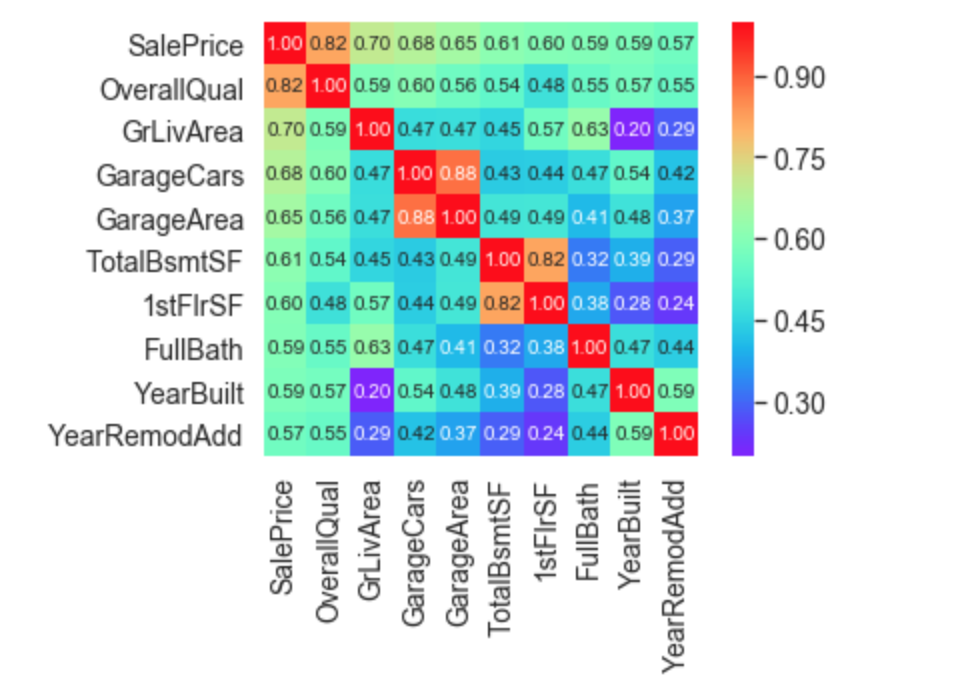 SalePrice 1.00 0.82 0.70 0.68 0.65 0.61 0.60 0.59 0.59 0.57
OverallQual 0.82 1.00 0.59 0.60 0.56 0.54 0.48 0.55 0.57 0.55
GrLivArea 0.70 0.59 1.00 0.47 0.47 0.45 0.57 0.63 0.20 0.29
GarageCars 0.68 0.60 0.47 1.00 0.88 0.43 0.44 0.47 0.54 0.42
GarageArea 0.65 0.56 0.47 0.88 1.00 0.49 0.49 0.41 0.48 0.37
TotalBsmtSF 0.61 0.54 0.45 0.43 0.49 1.00 0.82 0.32 0.39 0.29
1stFlrSF 0.60 0.48 0.57 0.44 0.49 0.82 1.00 0.38 0.28 0.24
FullBath 0.59 0.55 0.63 0.47 0.41 0.32 0.38 1.00 0.47 0.44
YearBuilt 0.59 0.57 0.20 0.54 0.48 0.39 0.28 0.47 1.00 0.59
YearRemodAdd 0.57 0.55 0.29 0.42 0.37 0.29 0.24 0.44 0.59 1.00
SalePrice
OverallQual
GrLivArea
GarageCars
GarageArea
TotalBsmtSF
1stFlrSF
FullBath
YearBuilt
YearRemodAdd
0.90
0.75
0.60
0.45
0.30